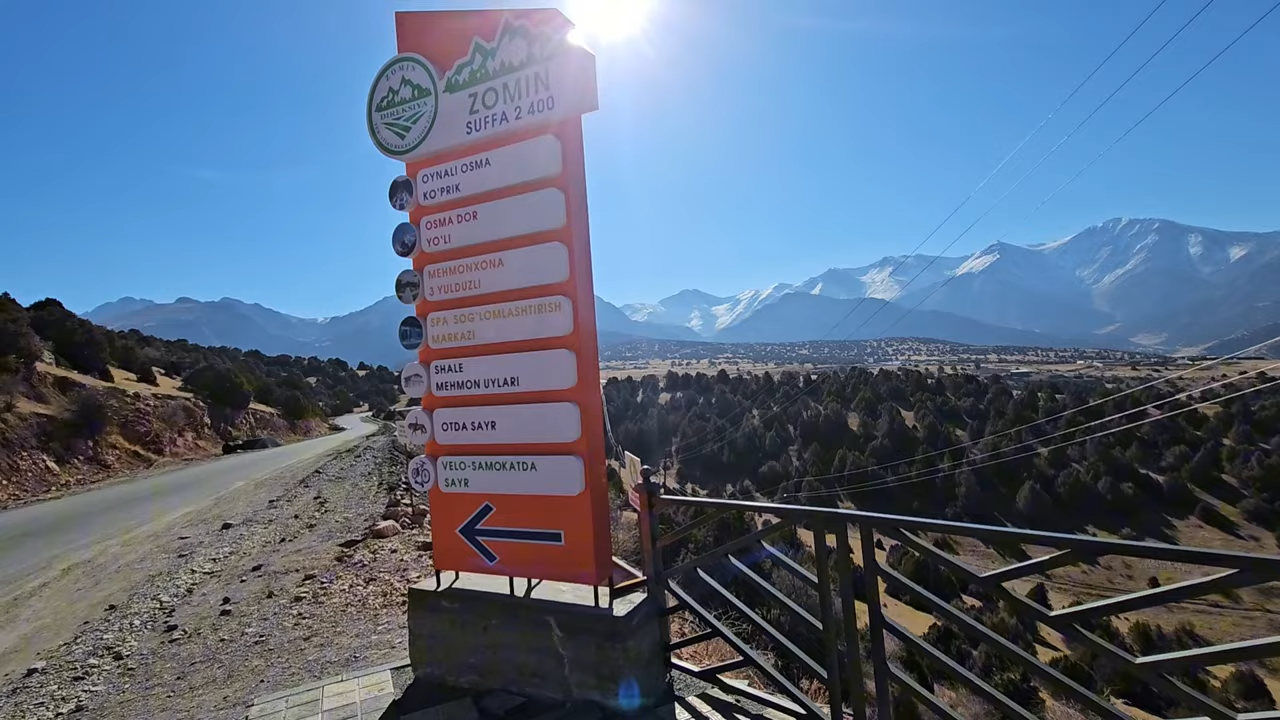 ZOMIN
DIREKSIYA
ZOMIN
SUFFA 2 400
OYNALI OSMA
KO'PRIK
OSMA DOR
YO'LI
MEHMONXONA
3 YULDUZLI
SPA SOG'LOMLASHTIRISH
MARKAZI
SHALE
MEHMON UYLARI
OTDA SAYR
VELO-SAMOKATDA
SAYR